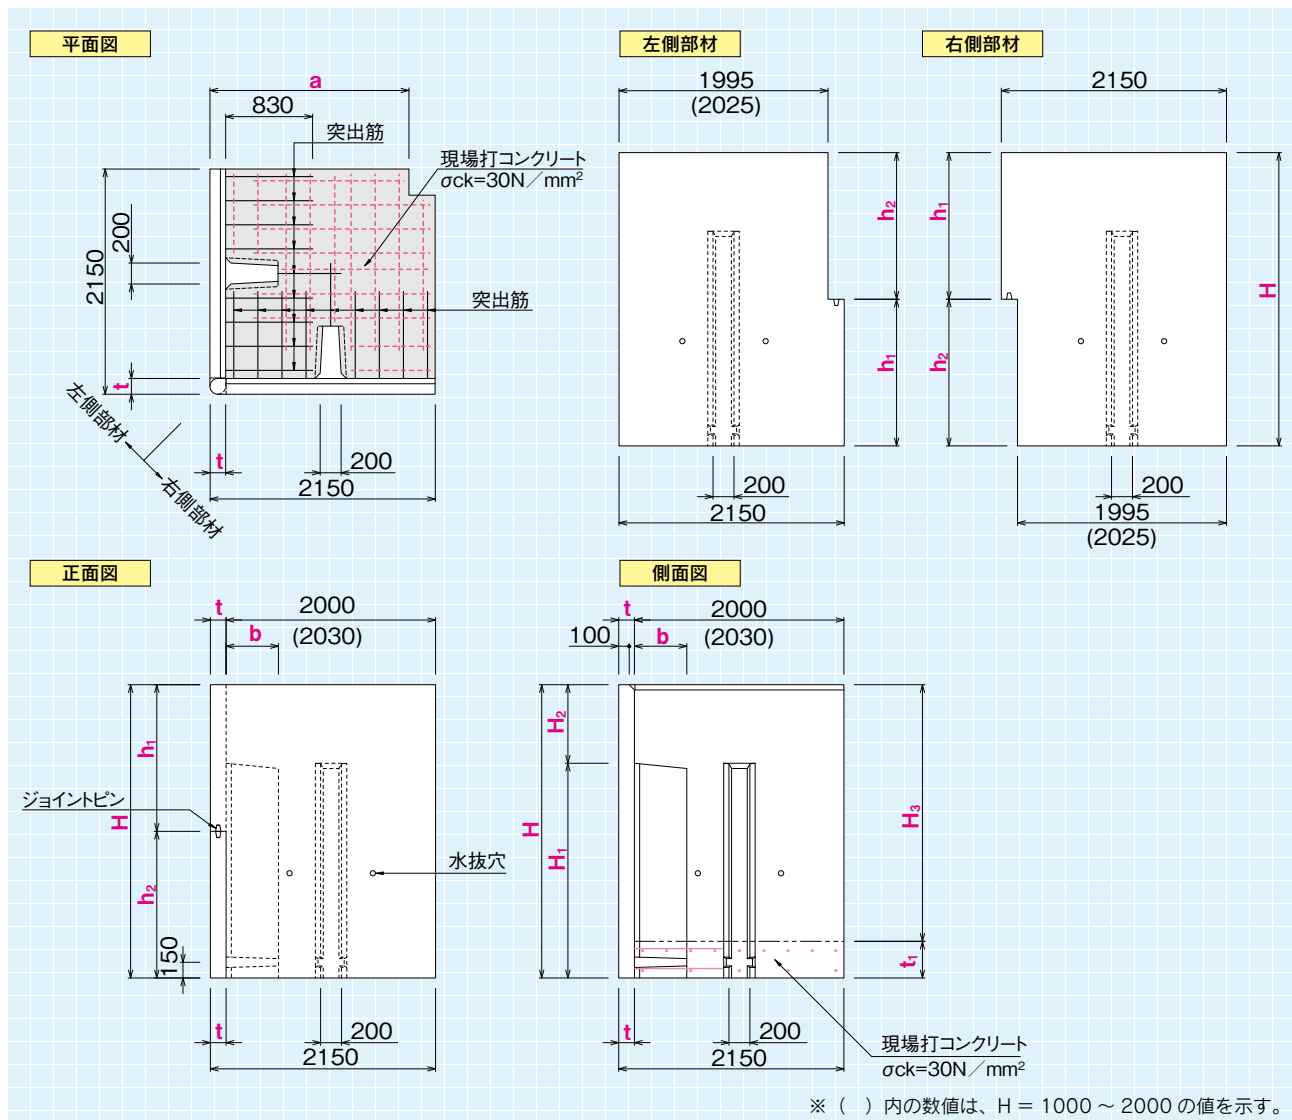 平面図
a
830
突出筋
現場打コンクリート
σck=30N／mm²
200
2150
t
突出筋
左側部材
右側部材
t
200
2150
左側部材
1995
(2025)
h₂
h₁
200
2150
右側部材
2150
h₁
h₂
H
200
1995
(2025)
正面図
t
2000
(2030)
b
h₁
ジョイントピン
H
h₂
水抜穴
150
t
200
2150
側面図
t
2000
(2030)
100
b
H₂
H
H₁
H₃
t₁
t
200
2150
現場打コンクリート
σck=30N／mm²
※（　）内の数値は、H = 1000 ～ 2000 の値を示す。